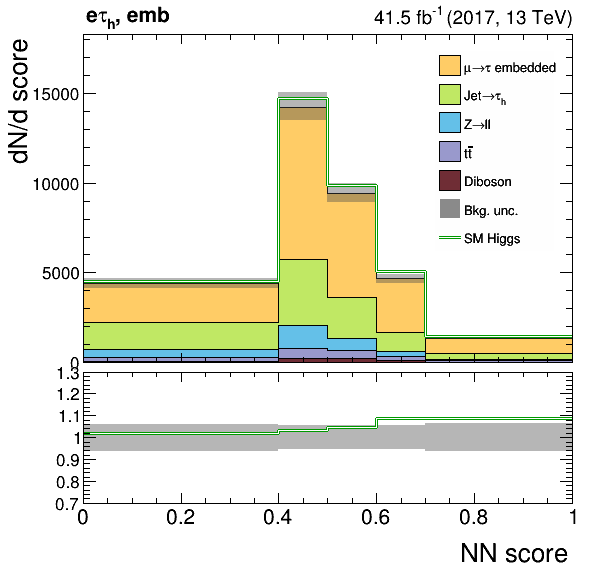 eτh, emb
41.5 fb-1 (2017, 13 TeV)
dN/d score
15000
10000
5000
0
μ→τ embedded
Jet→τh
Z→ll
tt̄
Diboson
Bkg. unc.
SM Higgs
1.3
1.2
1.1
1
0.9
0.8
0.7
0 0.2 0.4 0.6 0.8 1
NN score